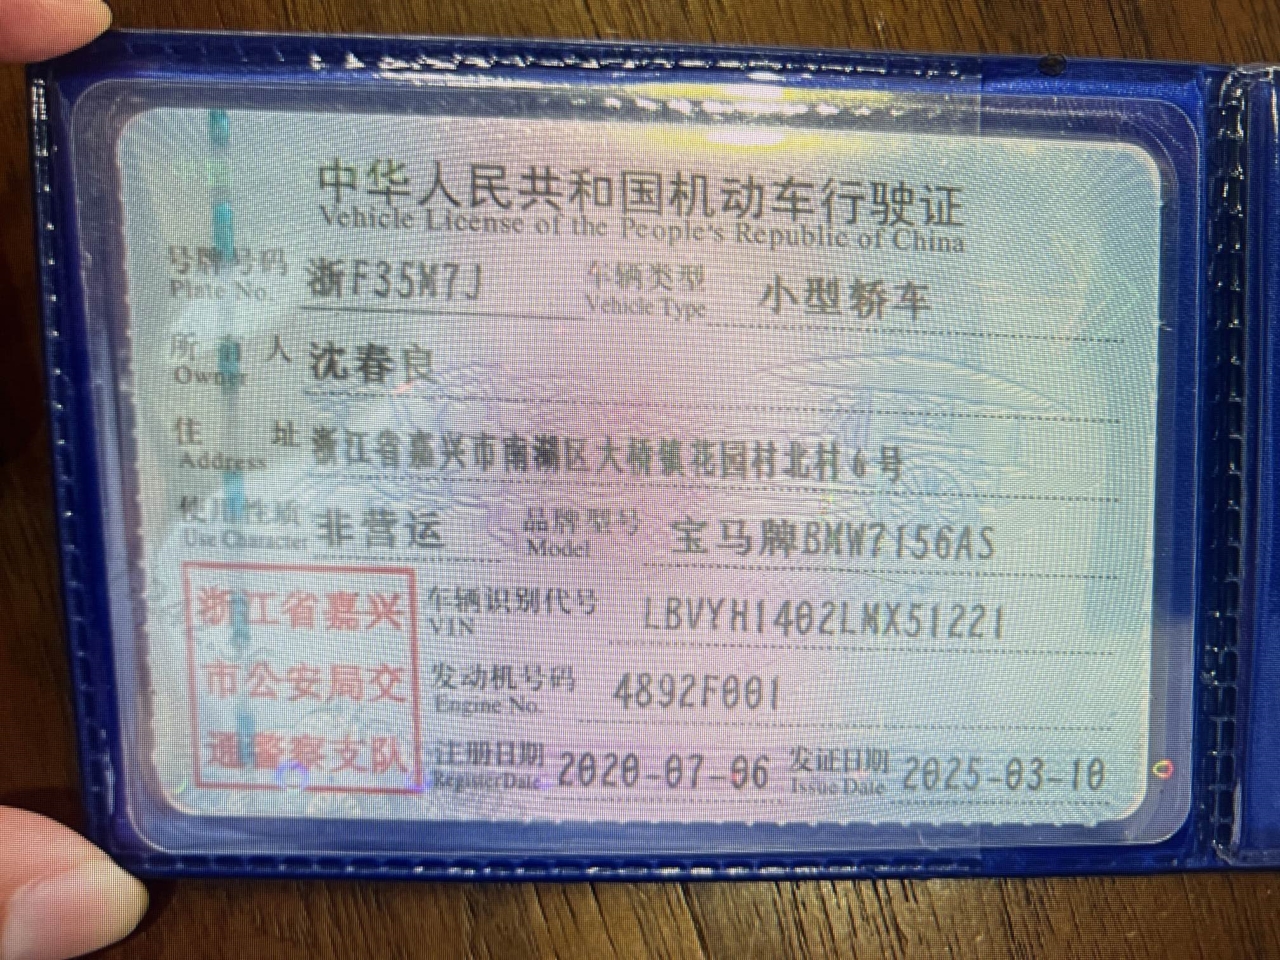 中华人民共和国机动车行驶证
Vehicle License of the People's Republic of China
号牌号码 浙F35M7J 车辆类型 小型轿车
Plate No. Vehicle Type
所有人 沈春良
Owner
住址 浙江省嘉兴市南湖区大桥镇花园村北村6号
Address
使用性质 非营运 品牌型号 宝马牌BMW7156AS
Use Character Model
浙江省嘉兴
市公安局交
通警察支队
车辆识别代号 LBVYH1402LMX51221
VIN
发动机号码 4892F001
Engine No.
注册日期 2020-07-06 发证日期 2025-03-10
Register Date Issue Date